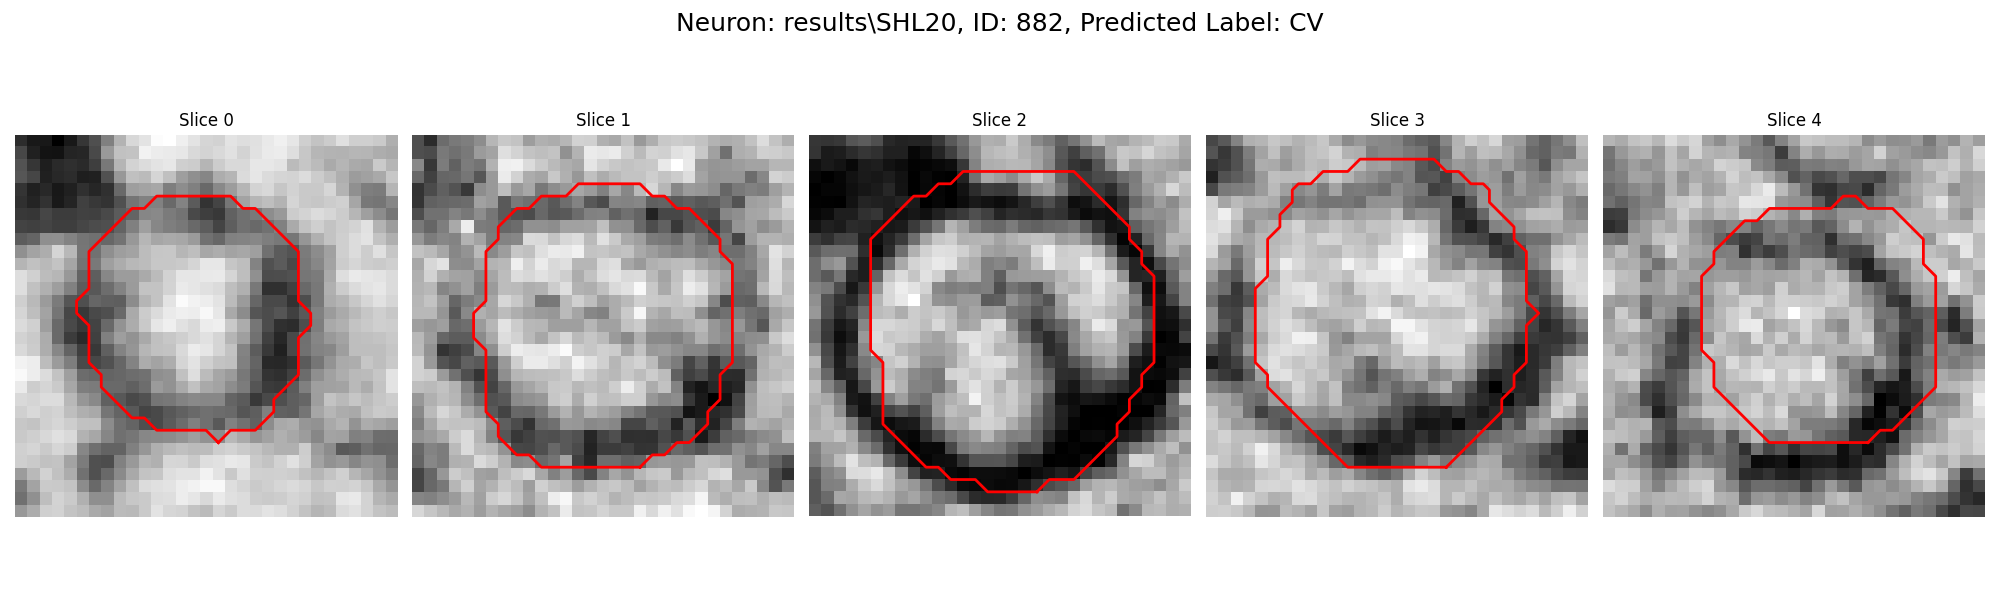 Neuron: results\SHL20, ID: 882, Predicted Label: CV
Slice 0
Slice 1
Slice 2
Slice 3
Slice 4